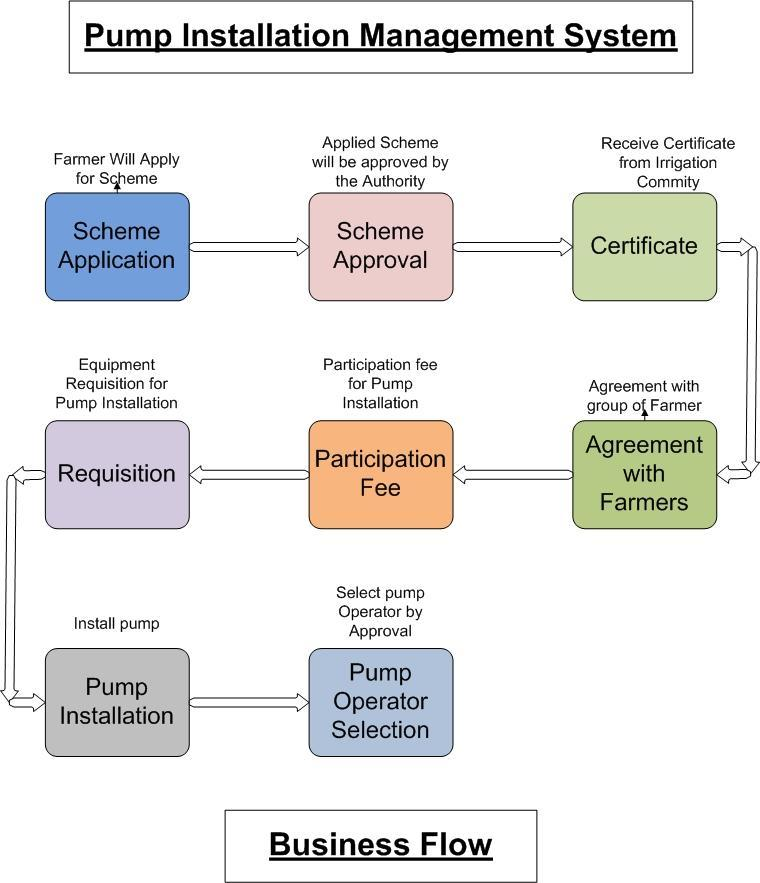 Pump Installation Management System
Farmer Will Apply
for Scheme
Scheme
Application
Applied Scheme
will be approved by
the Authority
Scheme
Approval
Receive Certificate
from Irrigation
Commity
Certificate
Agreement with
group of Farmer
Agreement
with
Farmers
Participation fee
for Pump
Installation
Participation
Fee
Equipment
Requisition for
Pump Installation
Requisition
Install pump
Pump
Installation
Select pump
Operator by
Approval
Pump
Operator
Selection
Business Flow